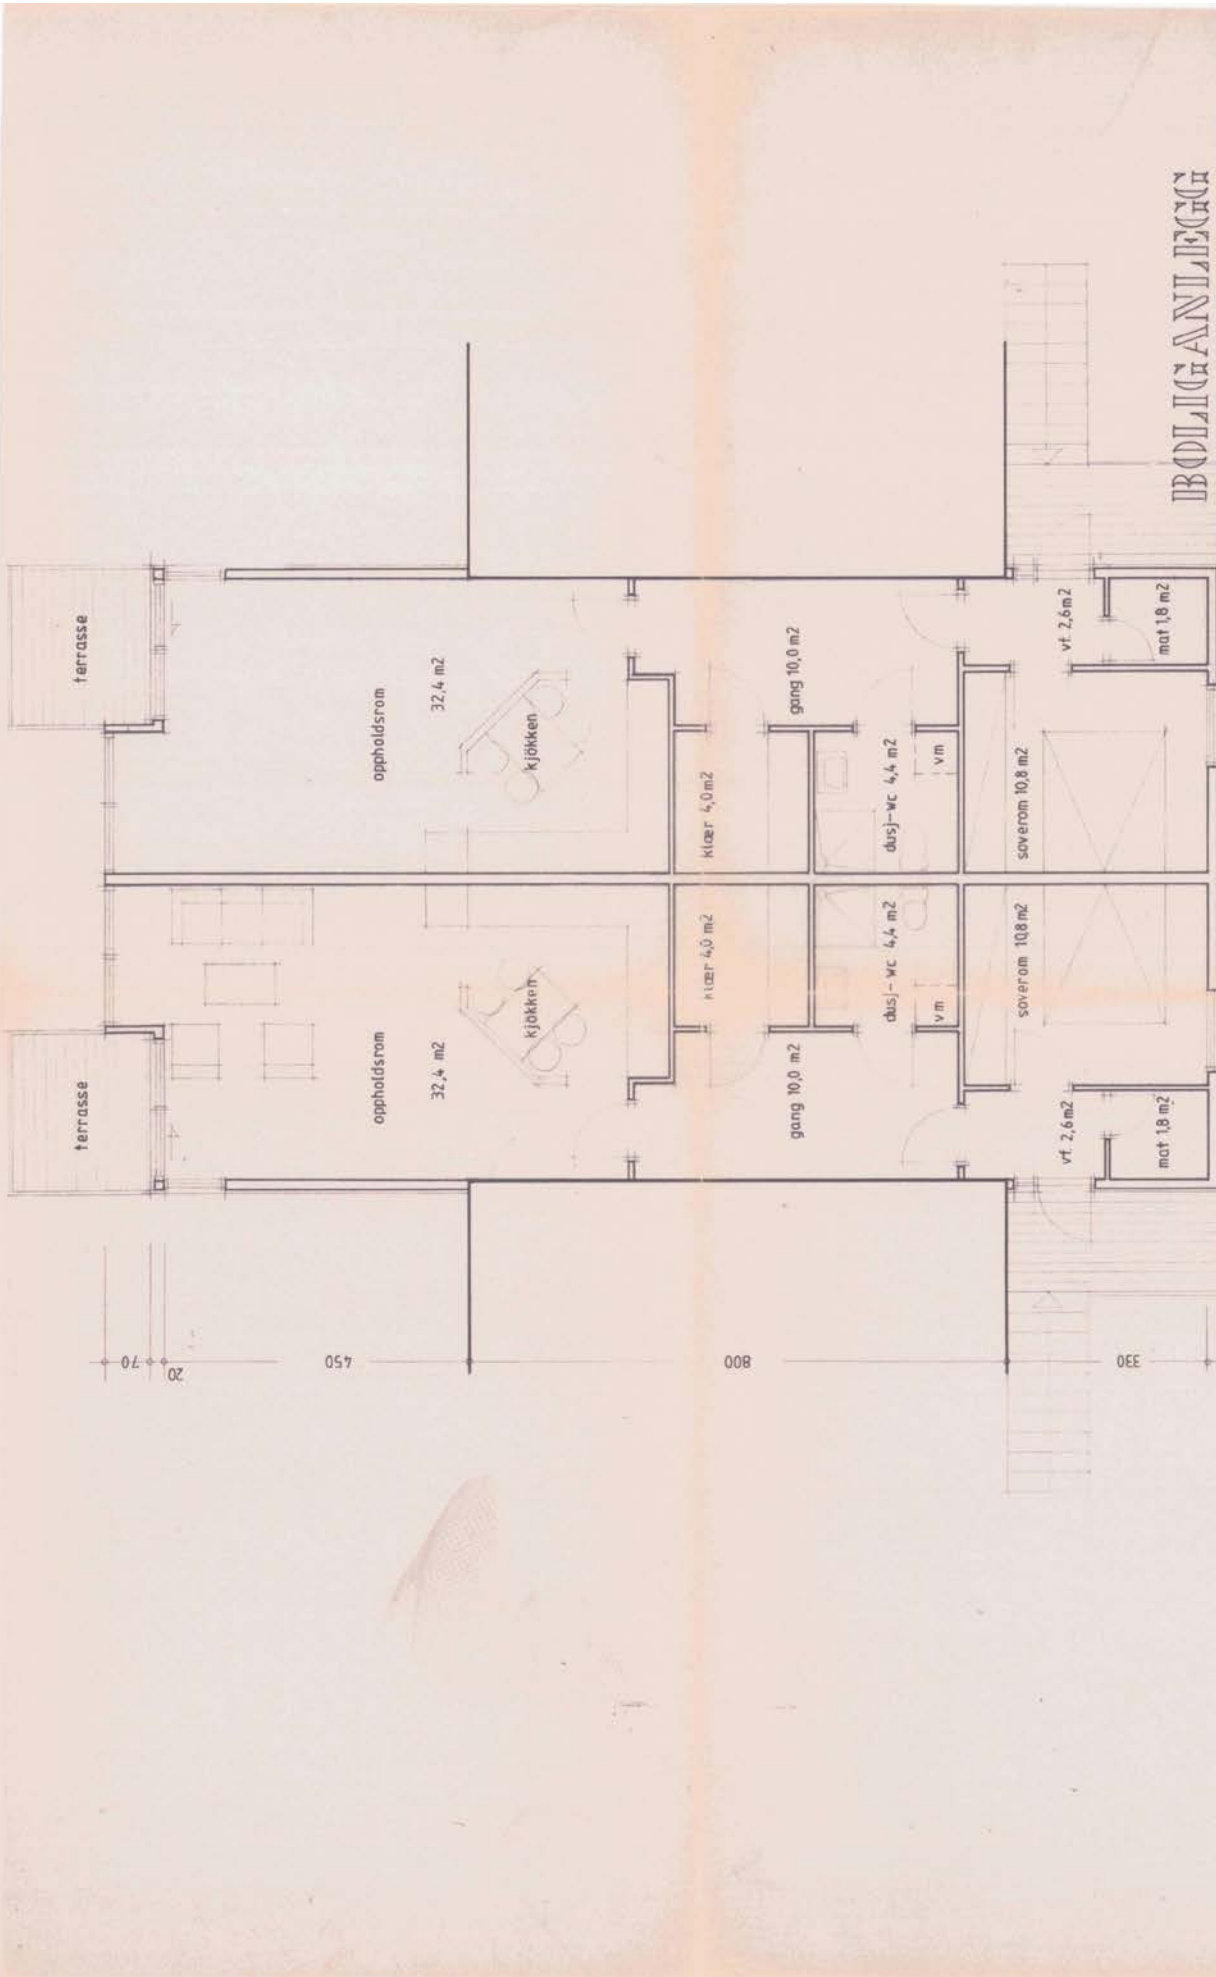 BOLIGANLEGG
terrasse
terrasse
oppholdsrom
32,4 m2
oppholdsrom
32,4 m2
kjökken
kjökken
klær 4,0 m2
klær 4,0m2
gang 10,0 m2
gang 10,0 m2
dusj-wc 4,4 m2
dusj-wc 4,4 m2
vm
vm
soverom 10,8m2
soverom 10,8 m2
vf. 2,6m2
vf. 2,6m2
mat 1,8 m2
mat 1,8 m2
70
20
450
800
330